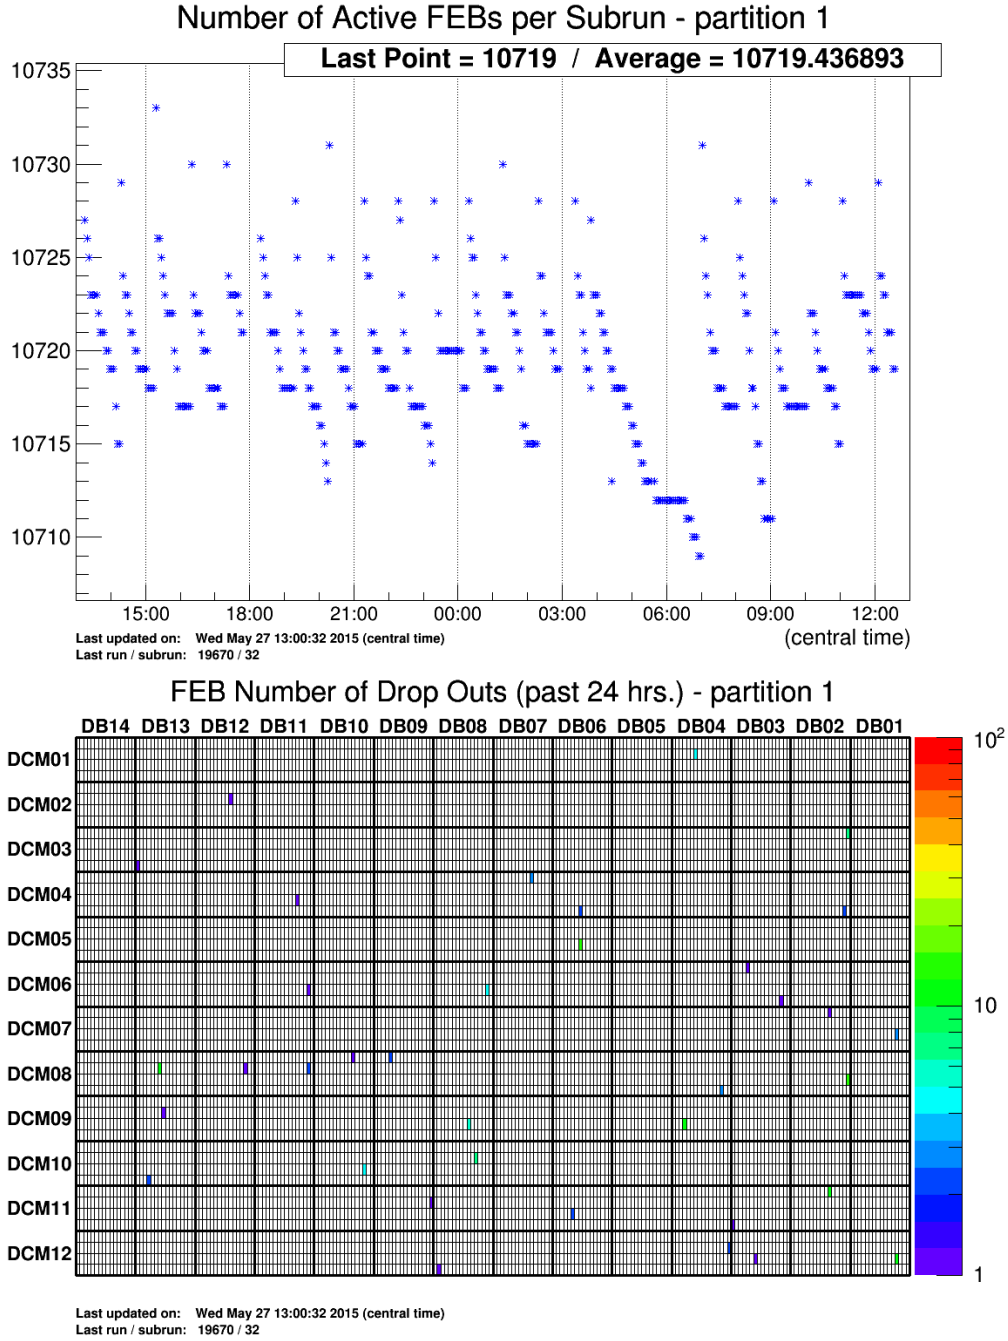 Number of Active FEBs per Subrun - partition 1
Last Point = 10719 / Average = 10719.436893
10735
10730
10725
10720
10715
10710
15:00 18:00 21:00 00:00 03:00 06:00 09:00 12:00
(central time)
Last updated on: Wed May 27 13:00:32 2015 (central time)
Last run / subrun: 19670 / 32
FEB Number of Drop Outs (past 24 hrs.) - partition 1
DB14 DB13 DB12 DB11 DB10 DB09 DB08 DB07 DB06 DB05 DB04 DB03 DB02 DB01
DCM01
DCM02
DCM03
DCM04
DCM05
DCM06
DCM07
DCM08
DCM09
DCM10
DCM11
DCM12
10²
10
1
Last updated on: Wed May 27 13:00:32 2015 (central time)
Last run / subrun: 19670 / 32